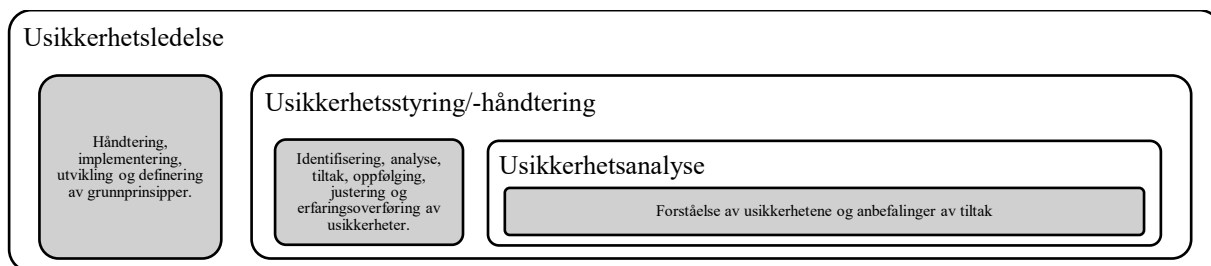 Usikkerhetsledelse
Håndtering,
implementering,
utvikling og definering
av grunnprinsipper.
Usikkerhetsstyring/-håndtering
Identifisering, analyse,
tiltak, oppfølging,
justering og
erfaringsoverføring av
usikkerheter.
Usikkerhetsanalyse
Forståelse av usikkerhetene og anbefalinger av tiltak